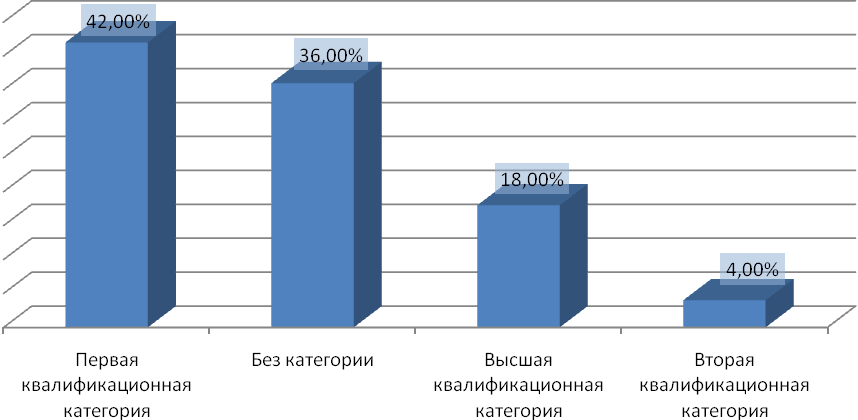 42,00%
36,00%
18,00%
4,00%
Первая
квалификационная
категория
Без категории
Высшая
квалификационная
категория
Вторая
квалификационная
категория